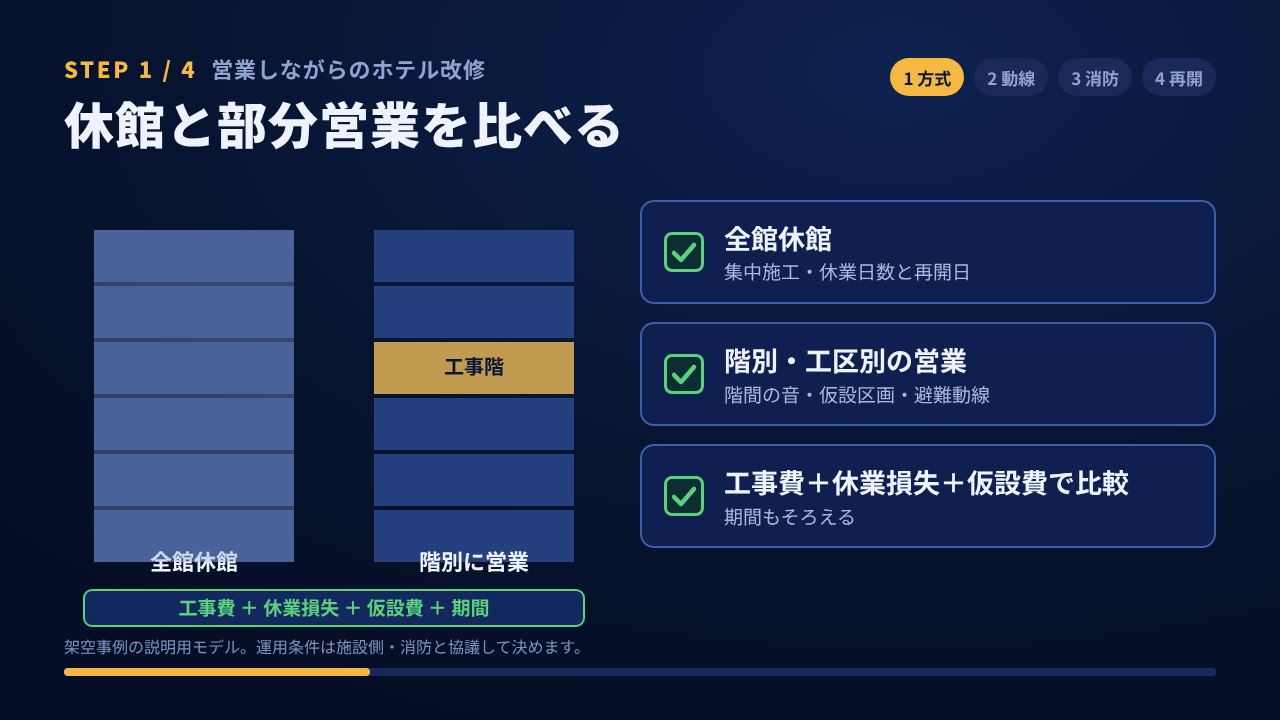 STEP 1 / 4 営業しながらのホテル改修
休館と部分営業を比べる
1 方式
2 動線
3 消防
4 再開
工事階
全館休館
階別に営業
工事費 ＋ 休業損失 ＋ 仮設費 ＋ 期間
全館休館
集中施工・休業日数と再開日
階別・工区別の営業
階間の音・仮設区画・避難動線
工事費＋休業損失＋仮設費で比較
期間もそろえる
架空事例の説明用モデル。運用条件は施設側・消防と協議して決めます。